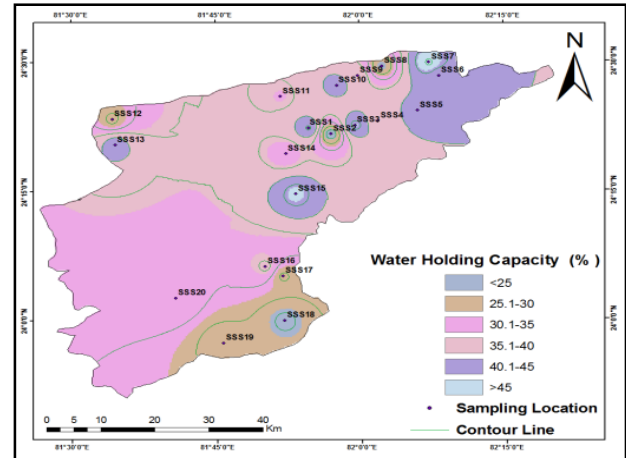 81°30'0"E
81°45'0"E
82°0'0"E
82°15'0"E
N
SSS7
SSS8
SSS9
SSS6
SSS10
SSS11
SSS5
SSS12
SSS1
SSS3
SSS4
SSS2
SSS13
SSS14
SSS15
SSS16
SSS17
SSS20
SSS18
SSS19
Water Holding Capacity (%)
<25
25.1-30
30.1-35
35.1-40
40.1-45
>45
Sampling Location
Contour Line
0 5 10 20 30 40
Km
81°30'0"E
81°45'0"E
82°0'0"E
82°15'0"E